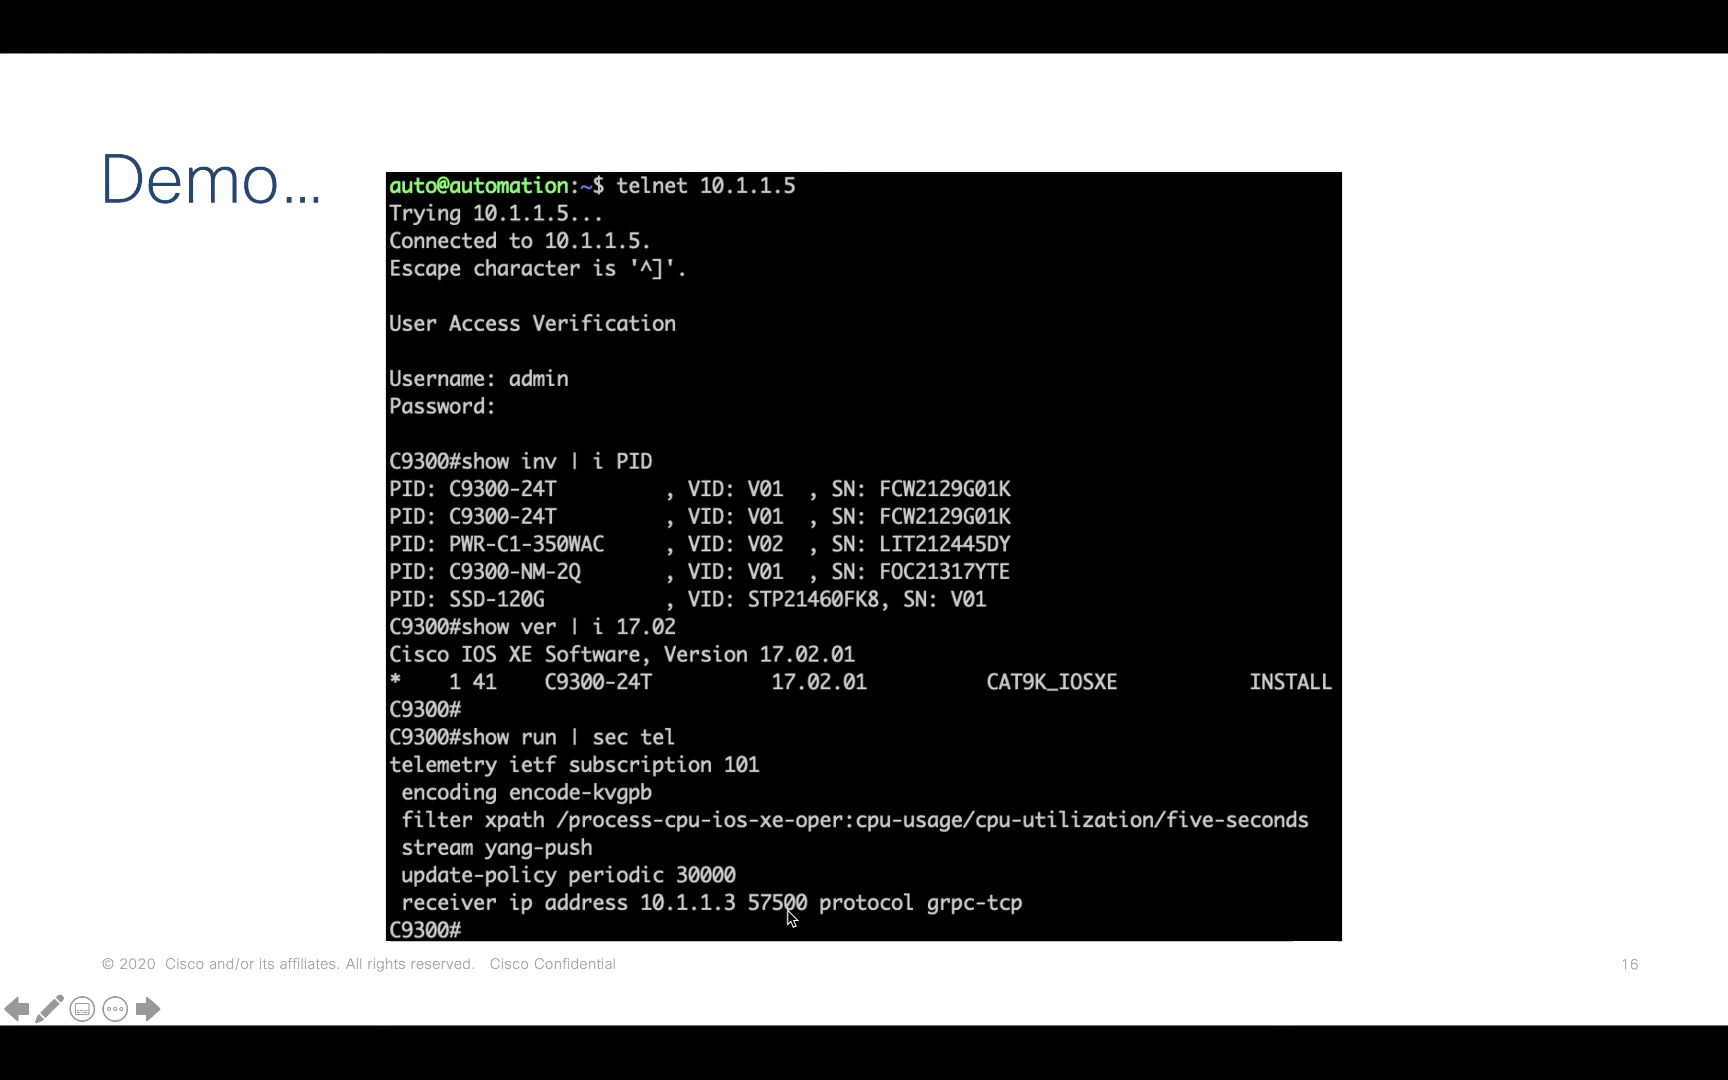 Demo...
auto@automation:~$ telnet 10.1.1.5
Trying 10.1.1.5...
Connected to 10.1.1.5.
Escape character is '^]'.
User Access Verification
Username: admin
Password:
C9300#show inv | i PID
PID: C9300-24T         , VID: V01  , SN: FCW2129G01K
PID: C9300-24T         , VID: V01  , SN: FCW2129G01K
PID: PWR-C1-350WAC     , VID: V02  , SN: LIT212445DY
PID: C9300-NM-2Q       , VID: V01  , SN: FOC21317YTE
PID: SSD-120G          , VID: STP21460FK8, SN: V01
C9300#show ver | i 17.02
Cisco IOS XE Software, Version 17.02.01
*    1 41    C9300-24T          17.02.01          CAT9K_IOSXE           INSTALL
C9300#
C9300#show run | sec tel
telemetry ietf subscription 101
 encoding encode-kvgpb
 filter xpath /process-cpu-ios-xe-oper:cpu-usage/cpu-utilization/five-seconds
 stream yang-push
 update-policy periodic 30000
 receiver ip address 10.1.1.3 57500 protocol grpc-tcp
C9300#
© 2020 Cisco and/or its affiliates. All rights reserved. Cisco Confidential
16